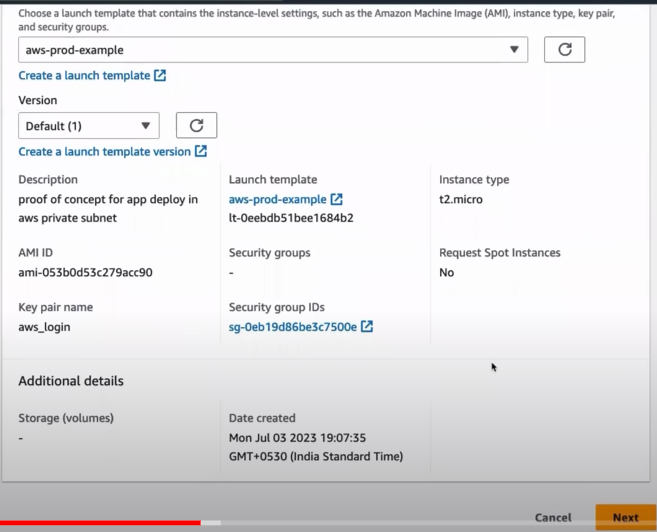 Choose a launch template that contains the instance-level settings, such as the Amazon Machine Image (AMI), instance type, key pair,
and security groups.
aws-prod-example
Create a launch template
Version
Default (1)
Create a launch template version
Description
proof of concept for app deploy in
aws private subnet
Launch template
aws-prod-example
lt-0eebdb51bee1684b2
Instance type
t2.micro
AMI ID
ami-053b0d53c279acc90
Security groups
-
Request Spot Instances
No
Key pair name
aws_login
Security group IDs
sg-0eb19d86be3c7500e
Additional details
Storage (volumes)
-
Date created
Mon Jul 03 2023 19:07:35
GMT+0530 (India Standard Time)
Cancel
Next